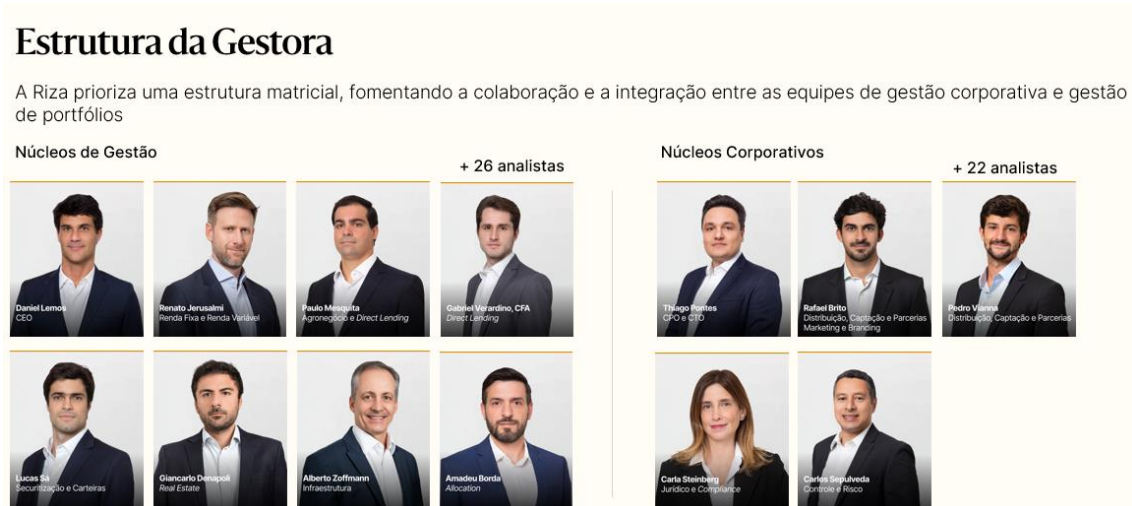 Estrutura da Gestora
A Riza prioriza uma estrutura matricial, fomentando a colaboração e a integração entre as equipes de gestão corporativa e gestão
de portfólios
Núcleos de Gestão
+ 26 analistas
Daniel Lemos
CEO
Renato Jerusalmi
Renda Fixa e Renda Variável
Paulo Mesquita
Agronegócio e Direct Lending
Gabriel Verardino, CFA
Direct Lending
Lucas Sá
Securitização e Carteiras
Giancarlo Denapoli
Real Estate
Alberto Zoffmann
Infraestrutura
Amadeu Borda
Allocation
Núcleos Corporativos
+ 22 analistas
Thiago Pontes
CPO e CTO
Rafael Brito
Distribuição, Captação e Parcerias
Marketing e Branding
Pedro Vianna
Distribuição, Captação e Parcerias
Carla Steinberg
Jurídico e Compliance
Carlos Sepulveda
Controle e Risco